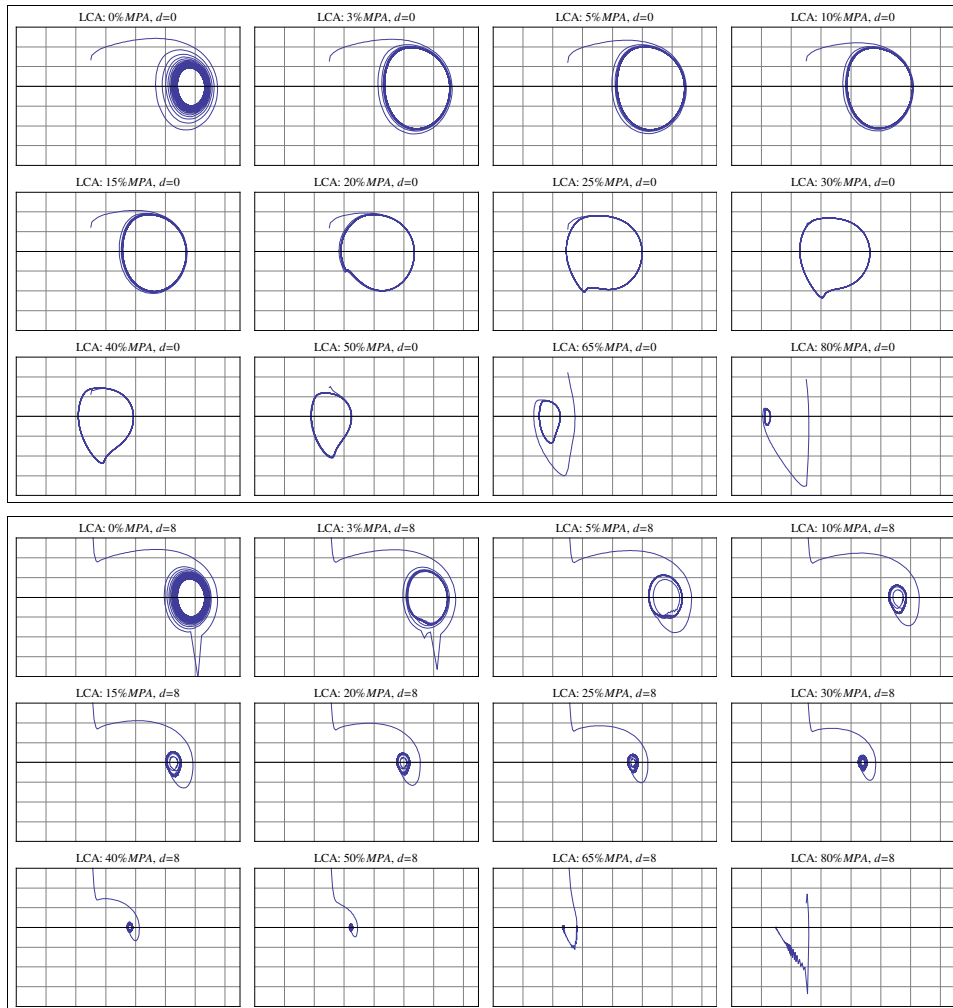 LCA: 0%MPA, d=0 LCA: 3%MPA, d=0 LCA: 5%MPA, d=0 LCA: 10%MPA, d=0
LCA: 15%MPA, d=0 LCA: 20%MPA, d=0 LCA: 25%MPA, d=0 LCA: 30%MPA, d=0
LCA: 40%MPA, d=0 LCA: 50%MPA, d=0 LCA: 65%MPA, d=0 LCA: 80%MPA, d=0
LCA: 0%MPA, d=8 LCA: 3%MPA, d=8 LCA: 5%MPA, d=8 LCA: 10%MPA, d=8
LCA: 15%MPA, d=8 LCA: 20%MPA, d=8 LCA: 25%MPA, d=8 LCA: 30%MPA, d=8
LCA: 40%MPA, d=8 LCA: 50%MPA, d=8 LCA: 65%MPA, d=8 LCA: 80%MPA, d=8